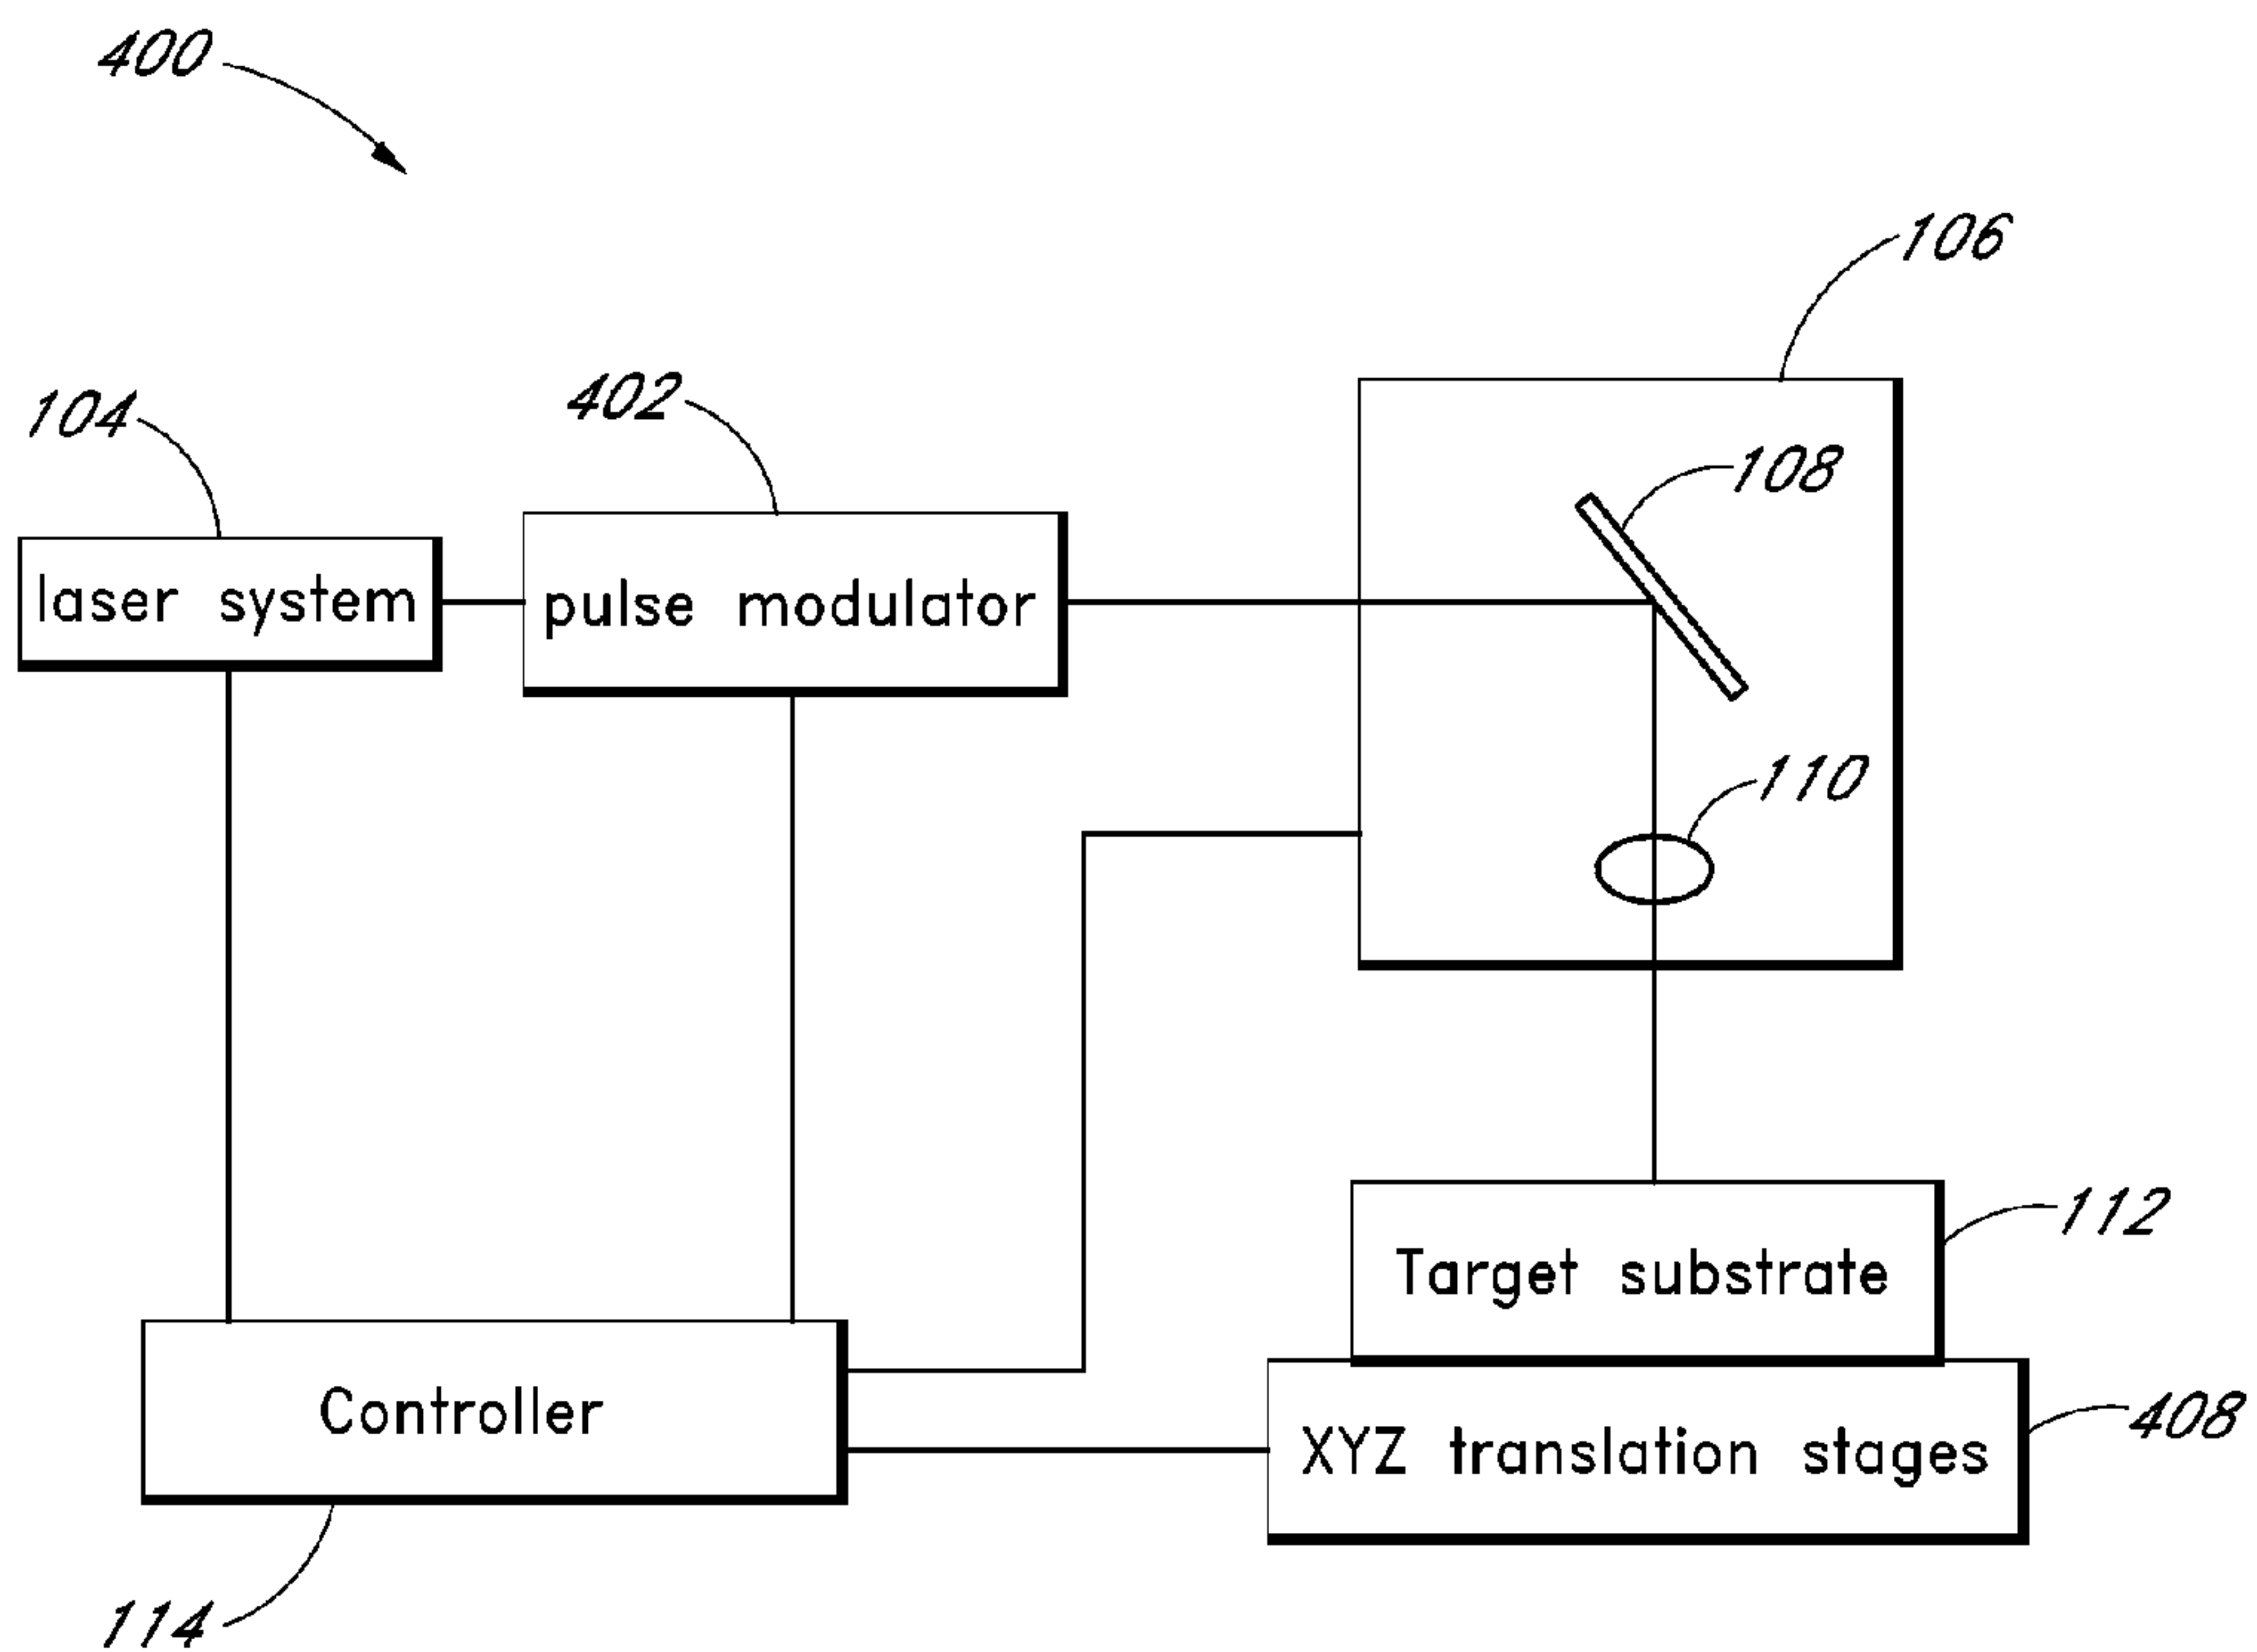 400
106
104
402
108
laser system
pulse modulator
110
112
Target substrate
Controller
408
XYZ translation stages
114